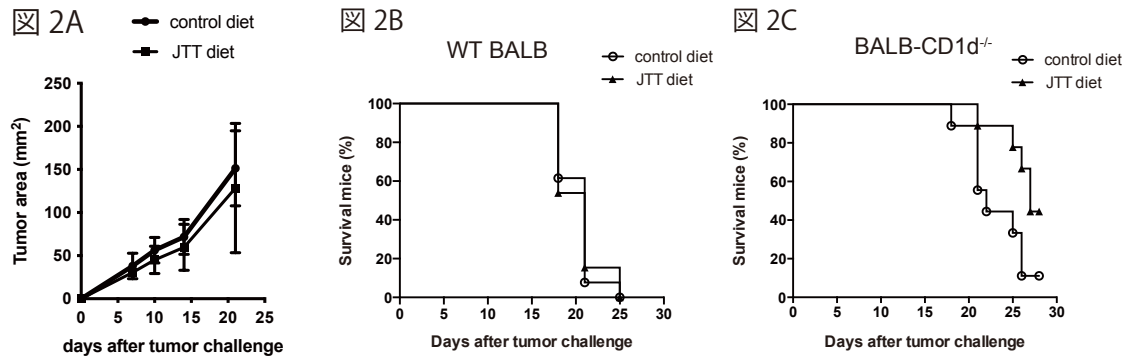 図 2A
control diet
JTT diet
250
200
150
100
50
0
Tumor area (mm²)
0 5 10 15 20 25
days after tumor challenge
図 2B
WT BALB
control diet
JTT diet
100
80
60
40
20
0
Survival mice (%)
0 5 10 15 20 25 30
Days after tumor challenge
図 2C
BALB-CD1d⁻/⁻
control diet
JTT diet
100
80
60
40
20
0
Survival mice (%)
0 5 10 15 20 25 30
Days after tumor challenge